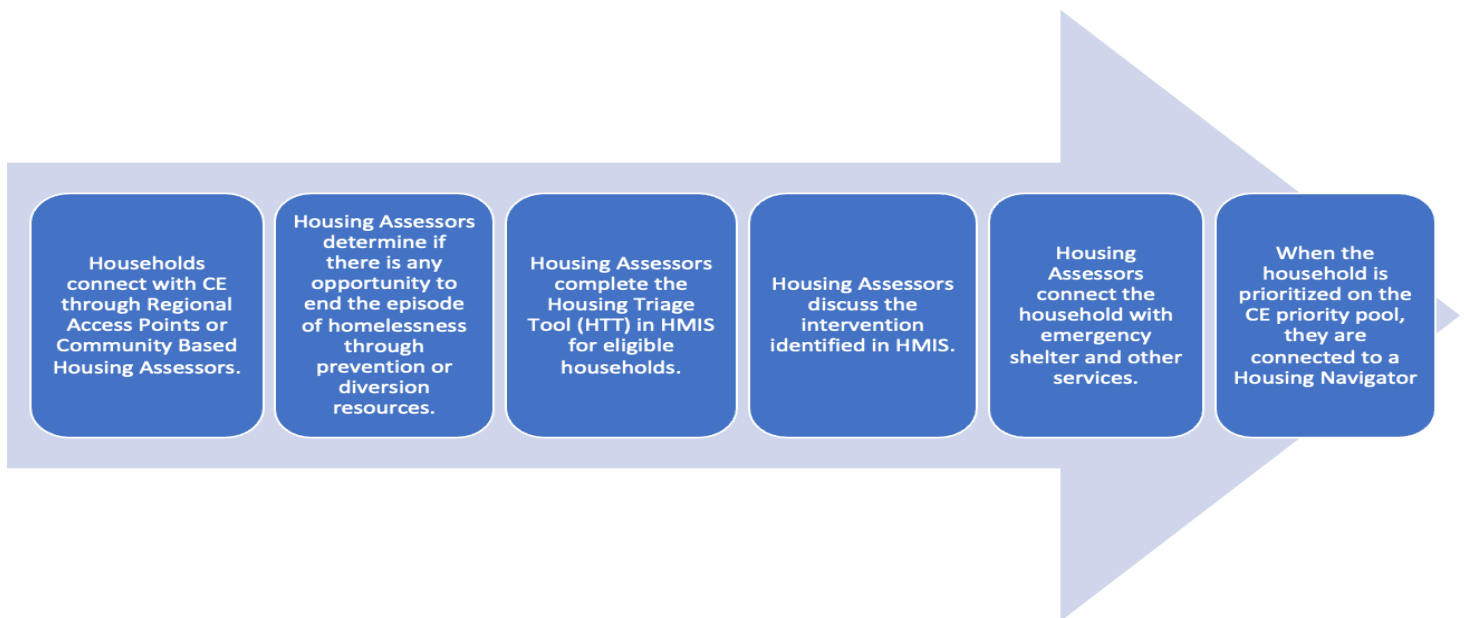 Households
connect with CE
through Regional
Access Points or
Community Based
Housing Assessors.
Housing Assessors
determine if
there is any
opportunity to
end the episode
of homelessness
through
prevention or
diversion
resources.
Housing Assessors
complete the
Housing Triage
Tool (HTT) in HMIS
for eligible
households.
Housing Assessors
discuss the
intervention
identified in HMIS.
Housing
Assessors
connect the
household with
emergency
shelter and other
services.
When the
household is
prioritized on the
CE priority pool,
they are
connected to a
Housing Navigator